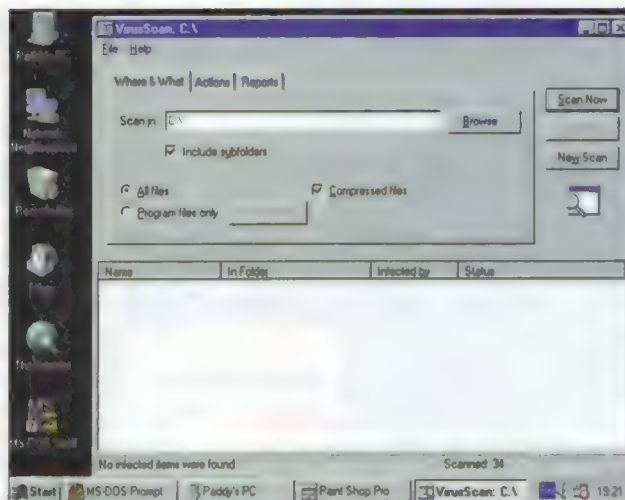 VirusScan: C:\
File Help
Where & What Actions Reports
Scan in: C:\
Browse
Include subfolders
All files
Compressed files
Program files only
Scan Now
New Scan
Name In Folder Infected by Status
No infected items were found
Scanned: 34
Start MS-DOS Prompt Paddy's PC Paint Shop Pro VirusScan: C:\ 19:21